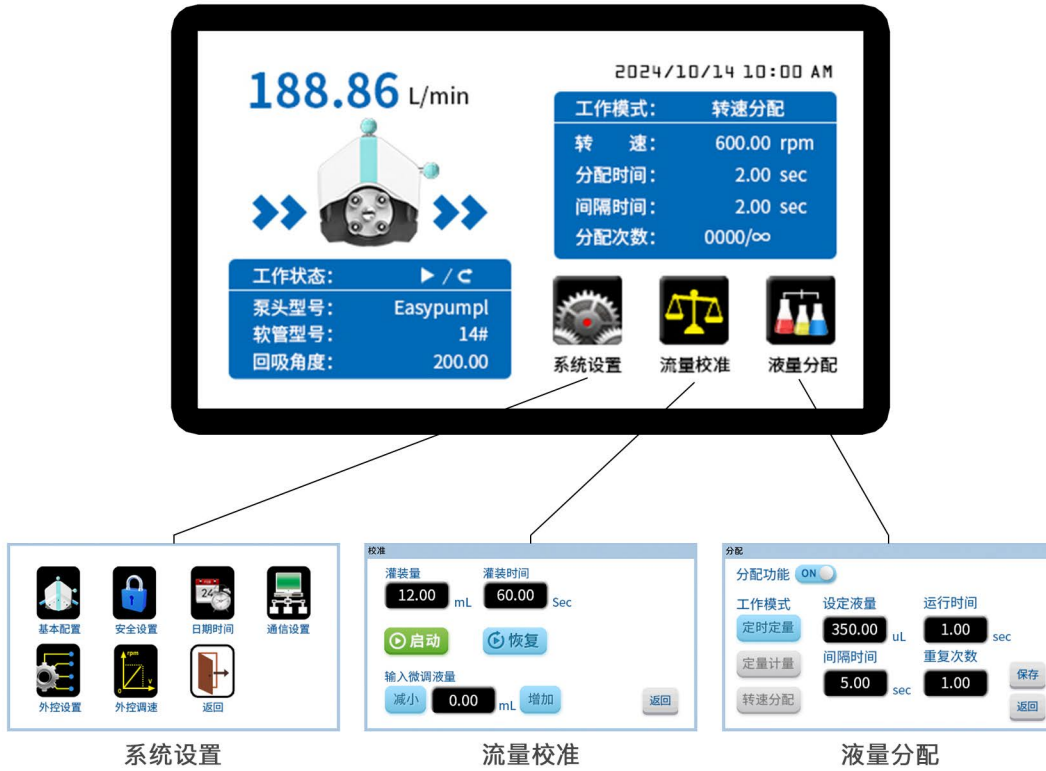 188.86 L/min
2024/10/14 10:00 AM
工作模式： 转速分配
转 速： 600.00 rpm
分配时间： 2.00 sec
间隔时间： 2.00 sec
分配次数： 0000/∞
工作状态： /
泵头型号： Easypumpl
软管型号： 14#
回吸角度： 200.00
系统设置 流量校准 液量分配
基本配置 安全设置 日期时间 通信设置
24
rpm
0 v
外控设置 外控调速 返回
系统设置
校准
灌装量 灌装时间
12.00 mL 60.00 Sec
启动 恢复
输入微调液量
减小 0.00 mL 增加
返回
流量校准
分配
分配功能 ON
工作模式 设定液量 运行时间
定时定量 350.00 uL 1.00 sec
定量计量 间隔时间 重复次数
转速分配 5.00 sec 1.00
保存
返回
液量分配